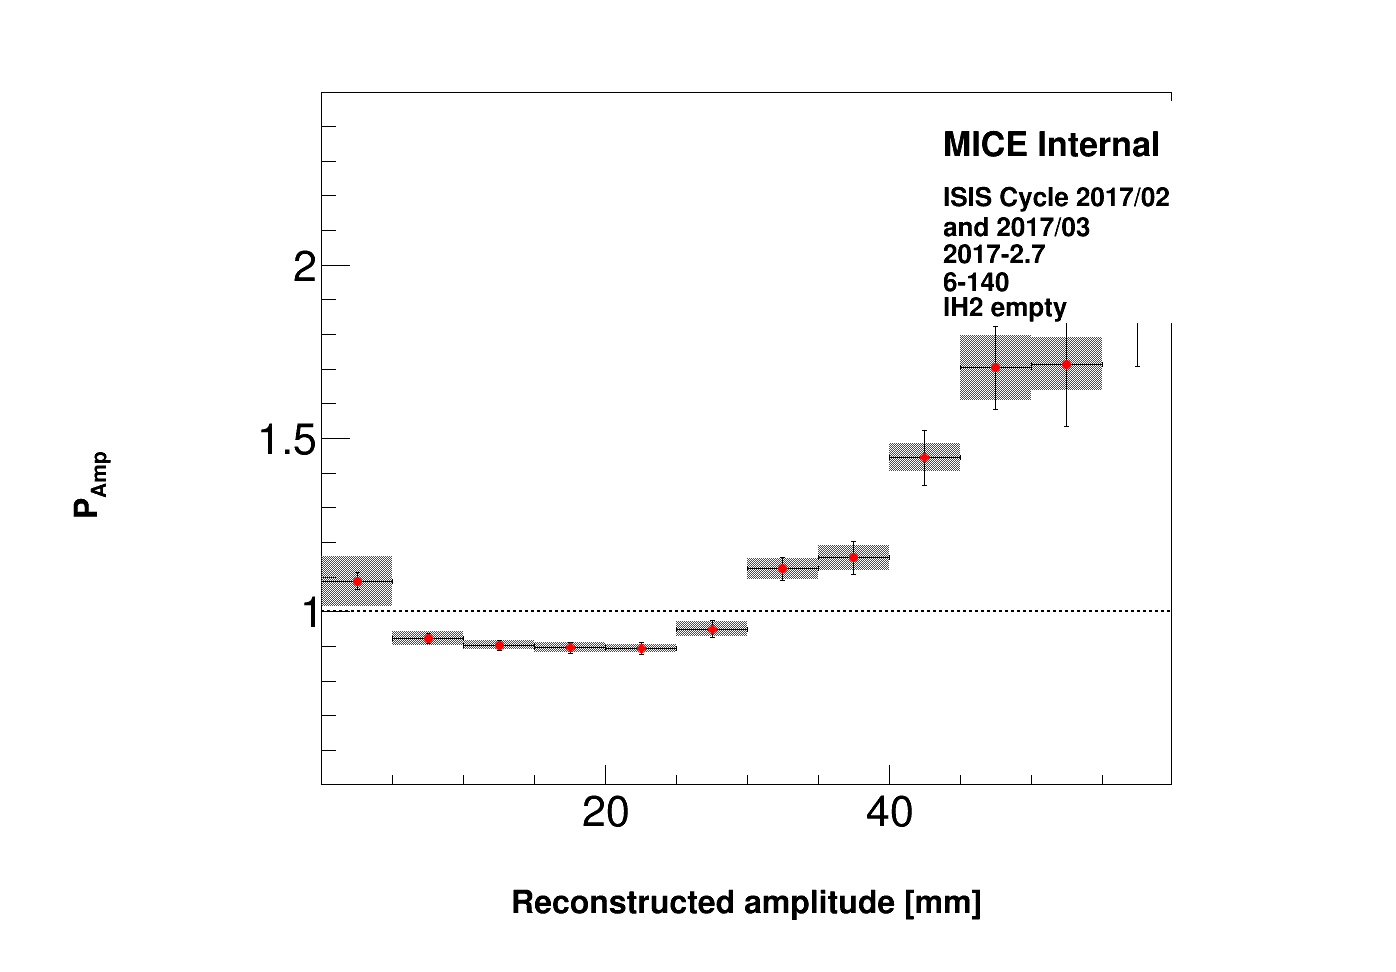 MICE Internal
ISIS Cycle 2017/02
and 2017/03
2017-2.7
6-140
IH2 empty
2
1.5
1
P_Amp
20 40
Reconstructed amplitude [mm]